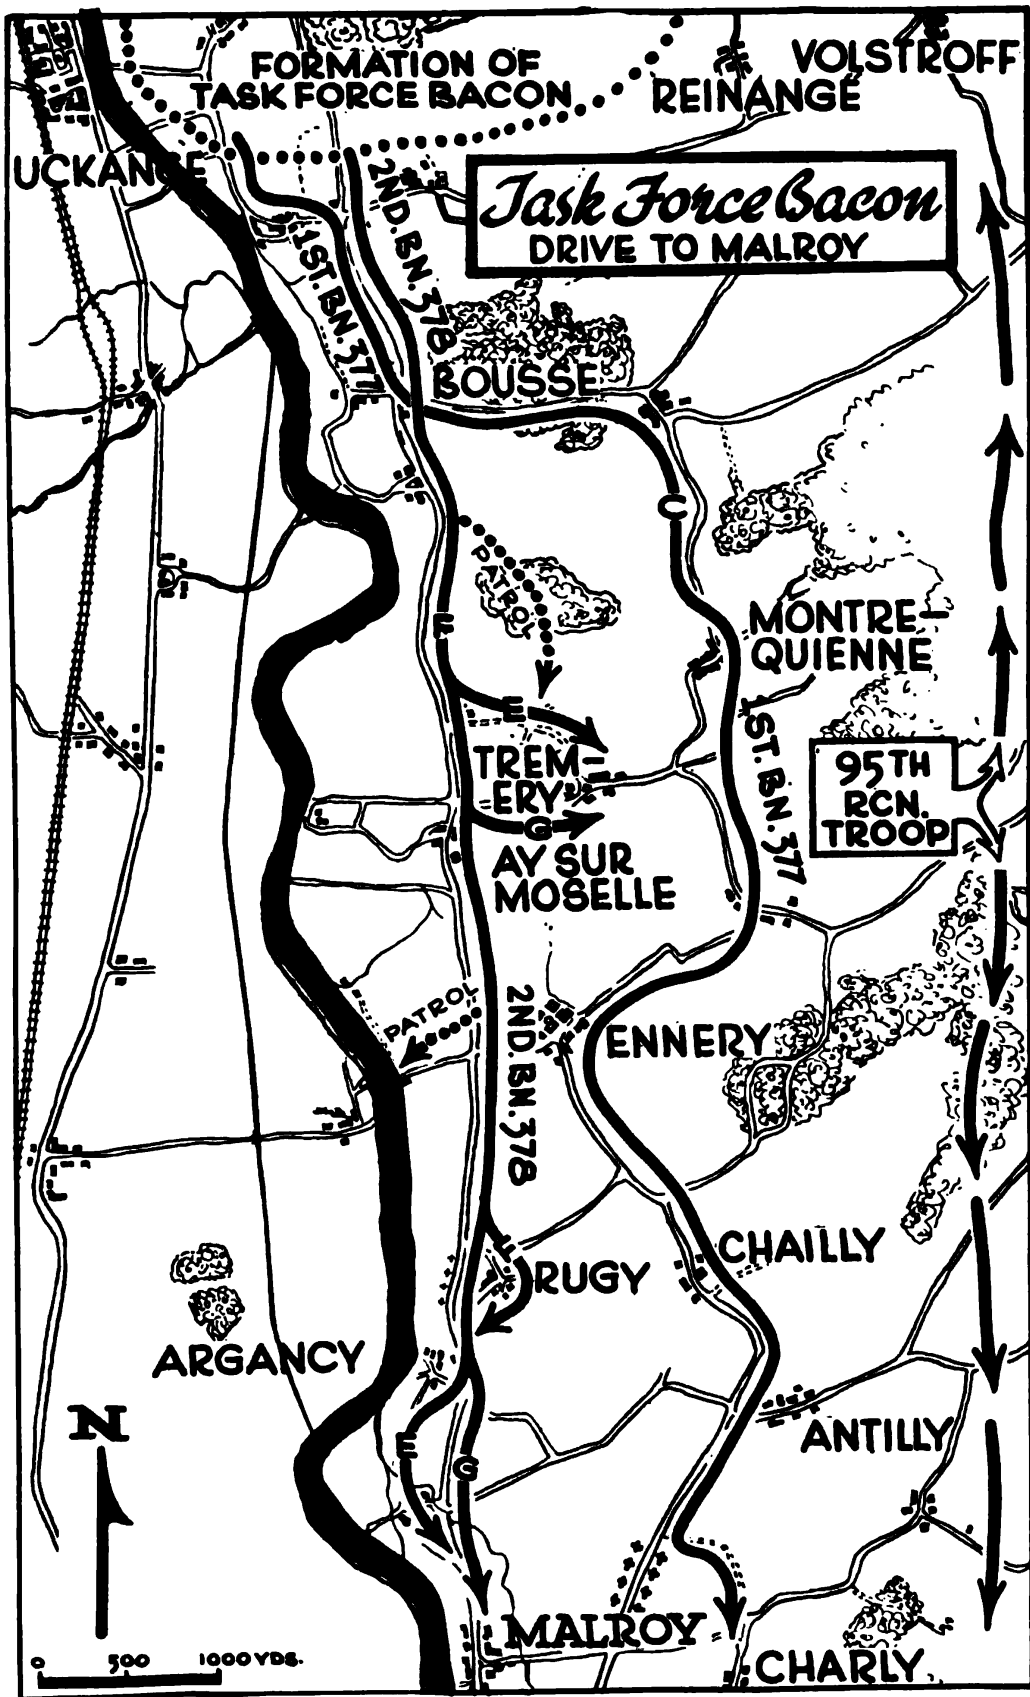 FORMATION OF
TASK FORCE BACON
VOLSTROFF
REINANGE
UCKANGE
Task Force Bacon
DRIVE TO MALROY
2ND. BN. 378
1ST. BN. 377
BOUSSE
C
PATROL
F
MONTRE-
QUIENNE
E
1ST. BN. 377
TREM-
ERY
95TH
RCN.
TROOP
G
AY SUR
MOSELLE
PATROL
2ND. BN. 378
ENNERY
CHAILLY
F
RUGY
ARGANCY
N
ANTILLY
E
G
MALROY
CHARLY
0 500 1000 YDS.